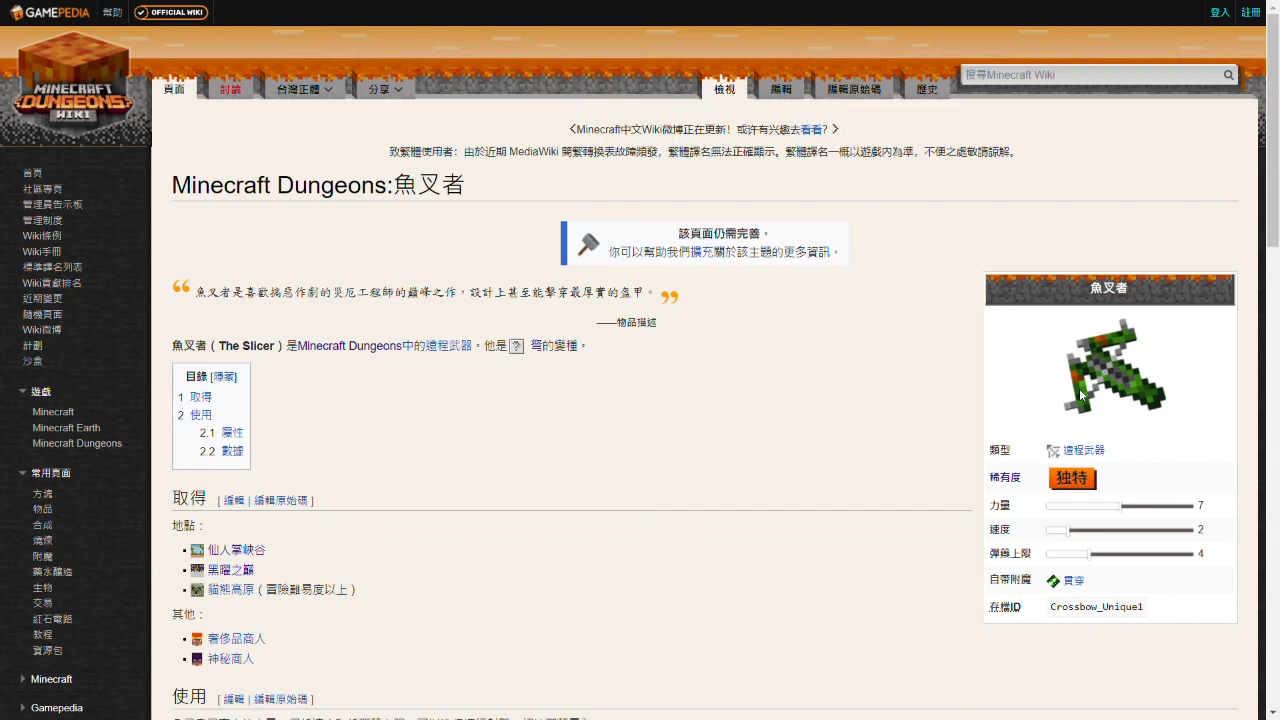 GAMEPEDIA
幫助
OFFICIAL WIKI
登入
註冊
MINECRAFT
DUNGEONS
WIKI
頁面
討論
台灣正體
分享
檢視
編輯
編輯原始碼
歷史
搜尋Minecraft Wiki
Minecraft中文Wiki微博正在更新！或许有兴趣去看看?
致繁體使用者：由於近期 MediaWiki 簡繁轉換表故障頻發，繁體譯名無法正確顯示。繁體譯名一概以遊戲內為準，不便之處敬請諒解。
Minecraft Dungeons:魚叉者
該頁面仍需完善。
你可以幫助我們擴充關於該主題的更多資訊。
魚叉者是喜歡搞惡作劇的災厄工程師的巔峰之作，設計上甚至能擊穿最厚實的盔甲。
——物品描述
魚叉者（The Slicer）是Minecraft Dungeons中的遠程武器。他是 ? 弩的變種。
目錄 [隱藏]
1 取得
2 使用
2.1 屬性
2.2 數據
取得 [ 編輯 | 編輯原始碼 ]
地點：
仙人掌峽谷
黑曜之巔
貓熊高原（冒險難易度以上）
其他：
奢侈品商人
神秘商人
使用 [ 編輯 | 編輯原始碼 ]
魚叉者
類型
遠程武器
稀有度
独特
力量
7
速度
2
彈藥上限
4
自帶附魔
貫穿
存檔ID
Crossbow_Unique1
首頁
社區專頁
管理員告示板
管理制度
Wiki條例
Wiki手冊
標準譯名列表
Wiki貢獻排名
近期變更
隨機頁面
Wiki微博
計劃
沙盒
遊戲
Minecraft
Minecraft Earth
Minecraft Dungeons
常用頁面
方塊
物品
合成
燒煉
附魔
藥水釀造
生物
交易
紅石電路
教程
資源包
Minecraft
Gamepedia